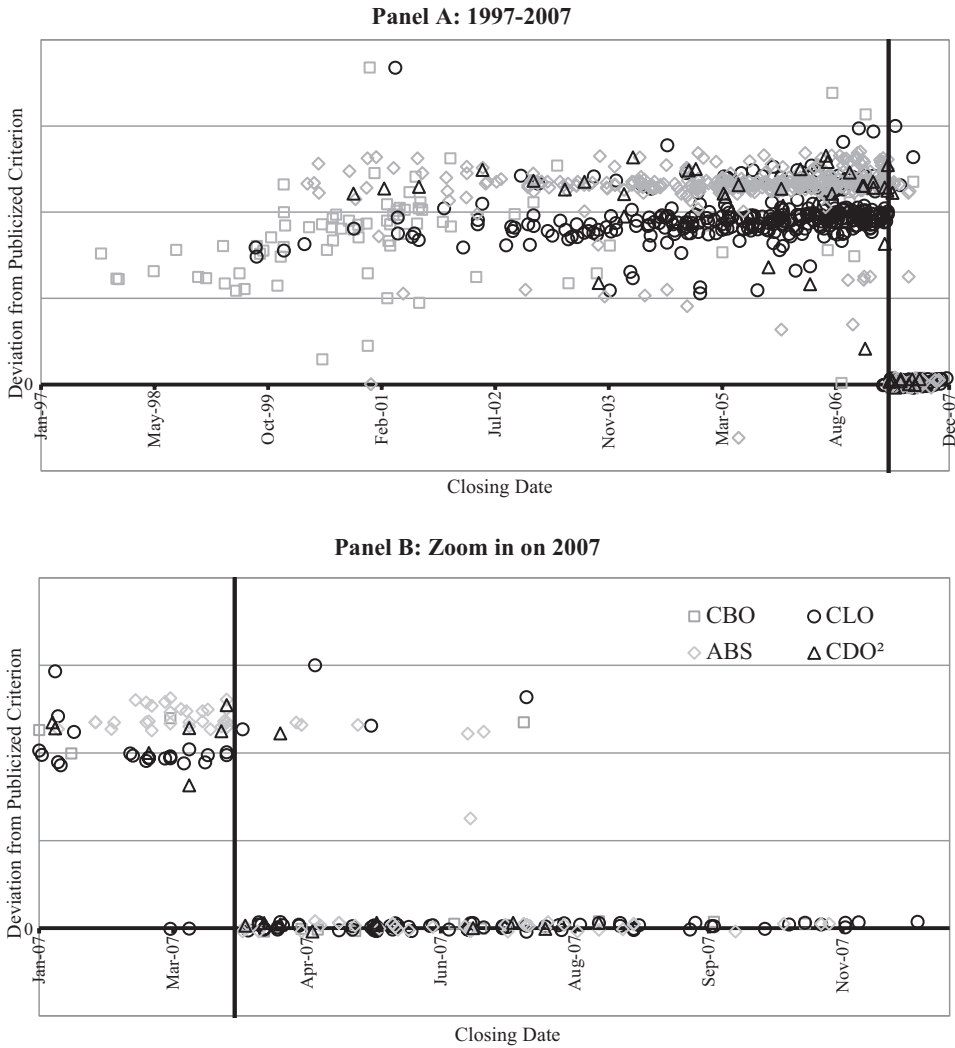 Panel A: 1997-2007
Deviation from Publicized Criterion
0
Jan-97
May-98
Oct-99
Feb-01
Jul-02
Nov-03
Mar-05
Aug-06
Dec-07
Closing Date
Panel B: Zoom in on 2007
Deviation from Publicized Criterion
CBO CLO
ABS CDO²
0
Jan-07
Mar-07
Apr-07
Jun-07
Aug-07
Sep-07
Nov-07
Closing Date